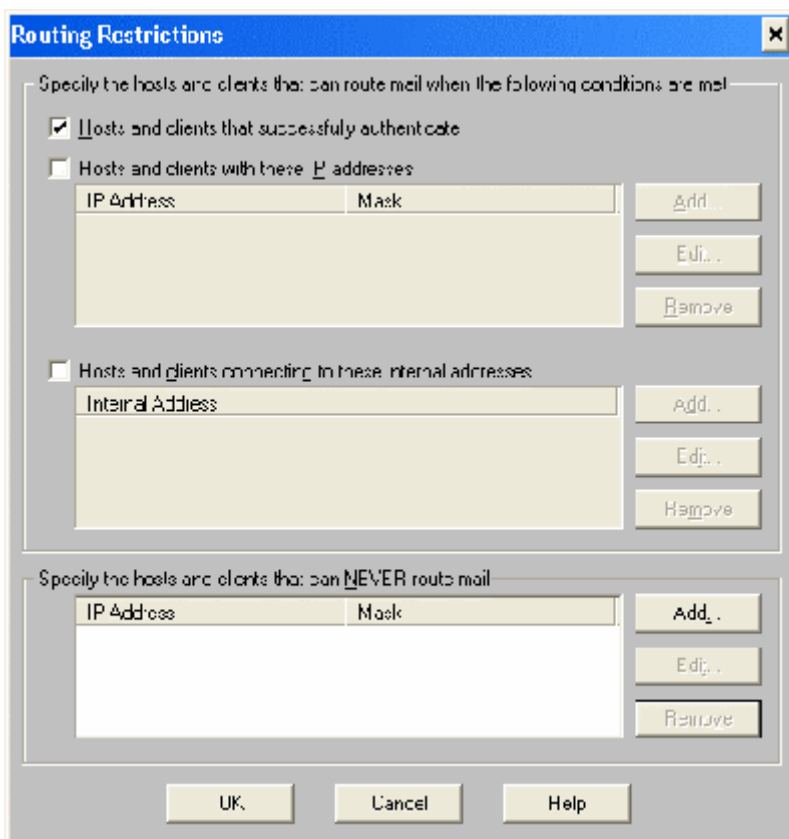 Routing Restrictions
Specify the hosts and clients that can route mail when the following conditions are met
Hosts and clients that successfully authenticate
Hosts and clients with these IP addresses
IP Address Mask
Add...
Edit...
Remove
Hosts and clients connecting to these internal addresses
Internal Address
Add...
Edit...
Remove
Specify the hosts and clients that can NEVER route mail
IP Address Mask
Add...
Edit...
Remove
OK Cancel Help